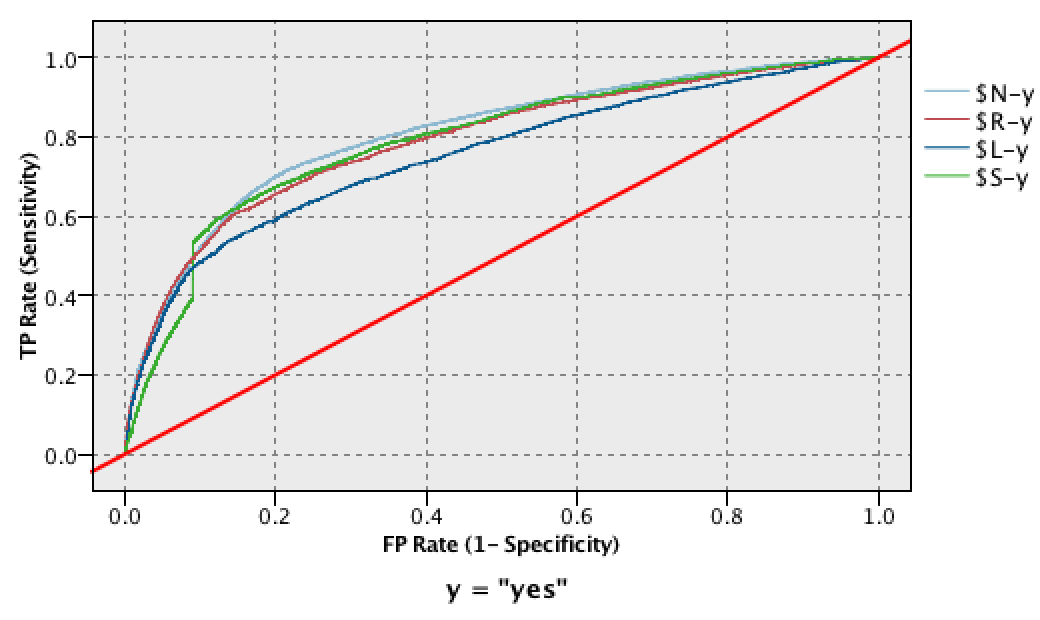 1.0
0.8
0.6
0.4
0.2
0.0
TP Rate (Sensitivity)
0.0 0.2 0.4 0.6 0.8 1.0
FP Rate (1- Specificity)
y = "yes"
$N-y
$R-y
$L-y
$S-y